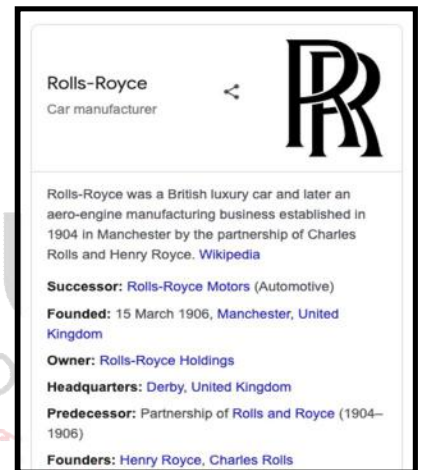 RR
Rolls-Royce
Car manufacturer
Rolls-Royce was a British luxury car and later an
aero-engine manufacturing business established in
1904 in Manchester by the partnership of Charles
Rolls and Henry Royce. Wikipedia
Successor: Rolls-Royce Motors (Automotive)
Founded: 15 March 1906, Manchester, United
Kingdom
Owner: Rolls-Royce Holdings
Headquarters: Derby, United Kingdom
Predecessor: Partnership of Rolls and Royce (1904–
1906)
Founders: Henry Royce, Charles Rolls